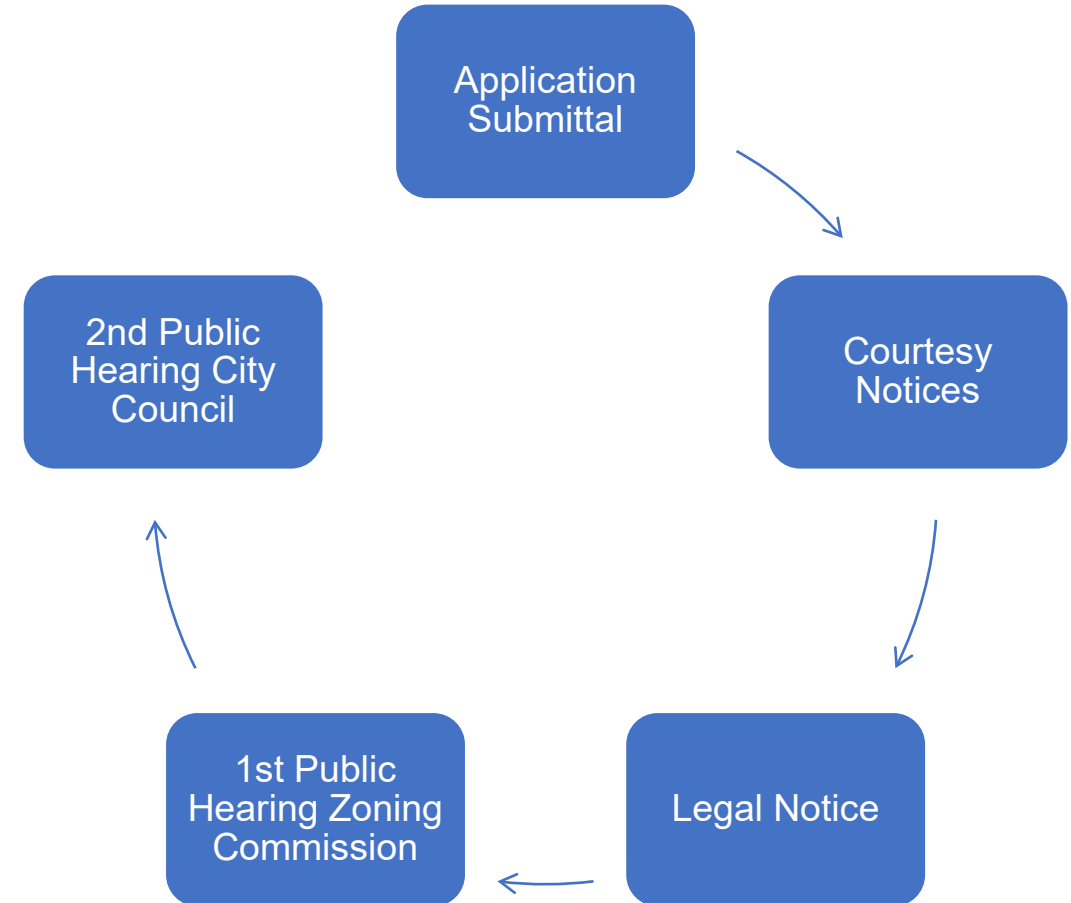 Application
Submittal
Courtesy
Notices
Legal Notice
1st Public
Hearing Zoning
Commission
2nd Public
Hearing City
Council